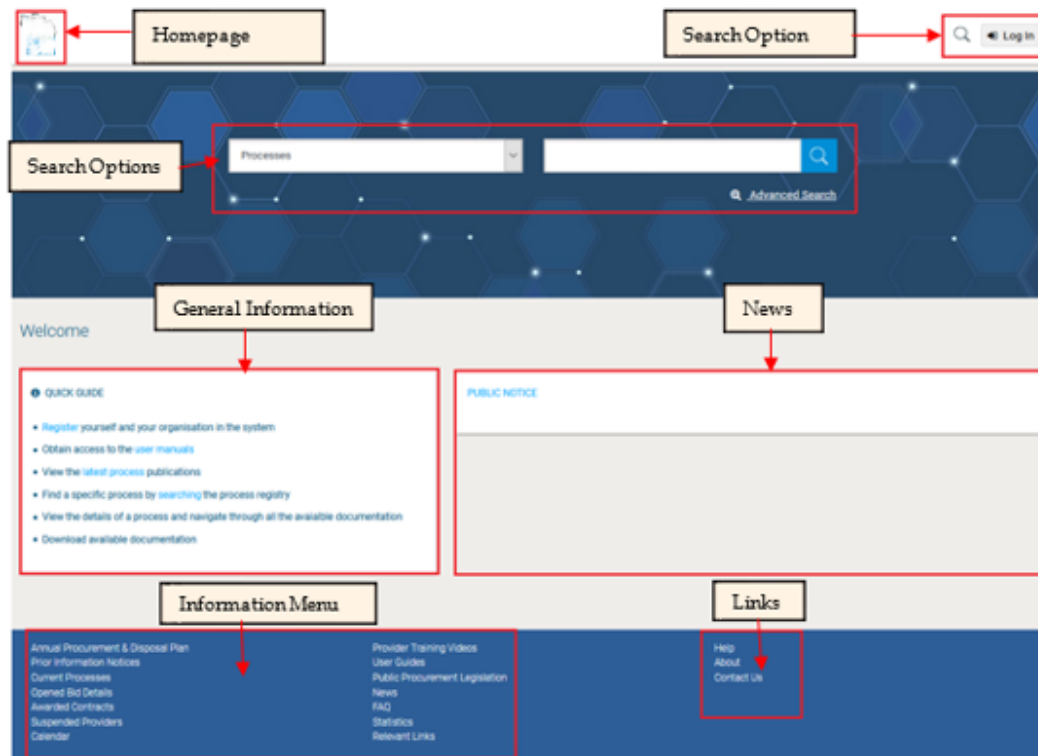 Homepage
Search Option
Log In
Search Options
Processes
Advanced Search
General Information
News
Welcome
QUICK GUIDE
Register yourself and your organisation in the system
Obtain access to the user manuals
View the latest process publications
Find a specific process by searching the process registry
View the details of a process and navigate through all the avaialble documentation
Download available documentation
PUBLIC NOTICE
Information Menu
Links
Annual Procurement & Disposal Plan
Prior Information Notices
Current Processes
Opened Bid Details
Awarded Contracts
Suspended Providers
Calendar
Provider Training Videos
User Guides
Public Procurement Legislation
News
FAQ
Statistics
Relevant Links
Help
About
Contact Us